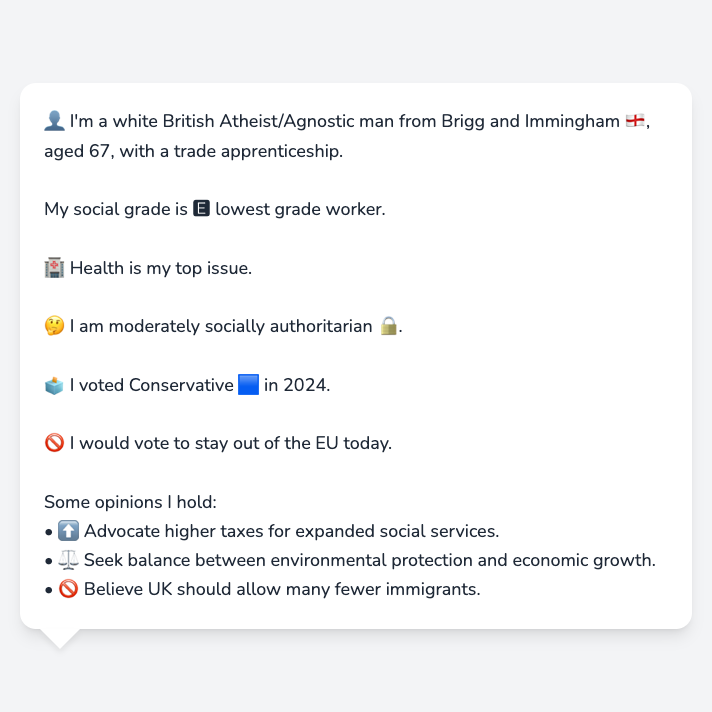 👤 I'm a white British Atheist/Agnostic man from Brigg and Immingham 🏴󠁧󠁢󠁥󠁮󠁧󠁿,
aged 67, with a trade apprenticeship.
My social grade is 🅴 lowest grade worker.
🏥 Health is my top issue.
🤔 I am moderately socially authoritarian 🔒.
🗳️ I voted Conservative 🟦 in 2024.
🚫 I would vote to stay out of the EU today.
Some opinions I hold:
• ⬆️ Advocate higher taxes for expanded social services.
• ⚖️ Seek balance between environmental protection and economic growth.
• 🚫 Believe UK should allow many fewer immigrants.